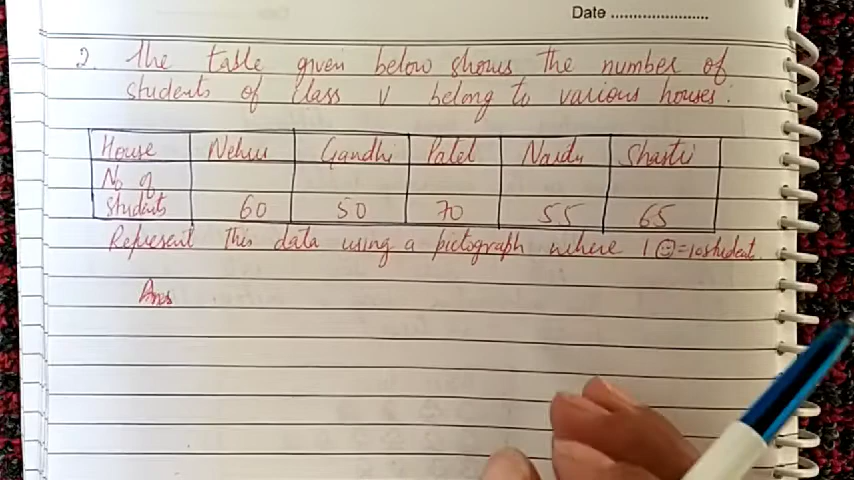 Date ......................
2. The table given below shows the number of
students of class V belong to various houses:
House Nehru Gandhi Patel Naidu Shastri
No of
students 60 50 70 55 65
Represent this data using a pictograph where 1 ☺=10student.
Ans